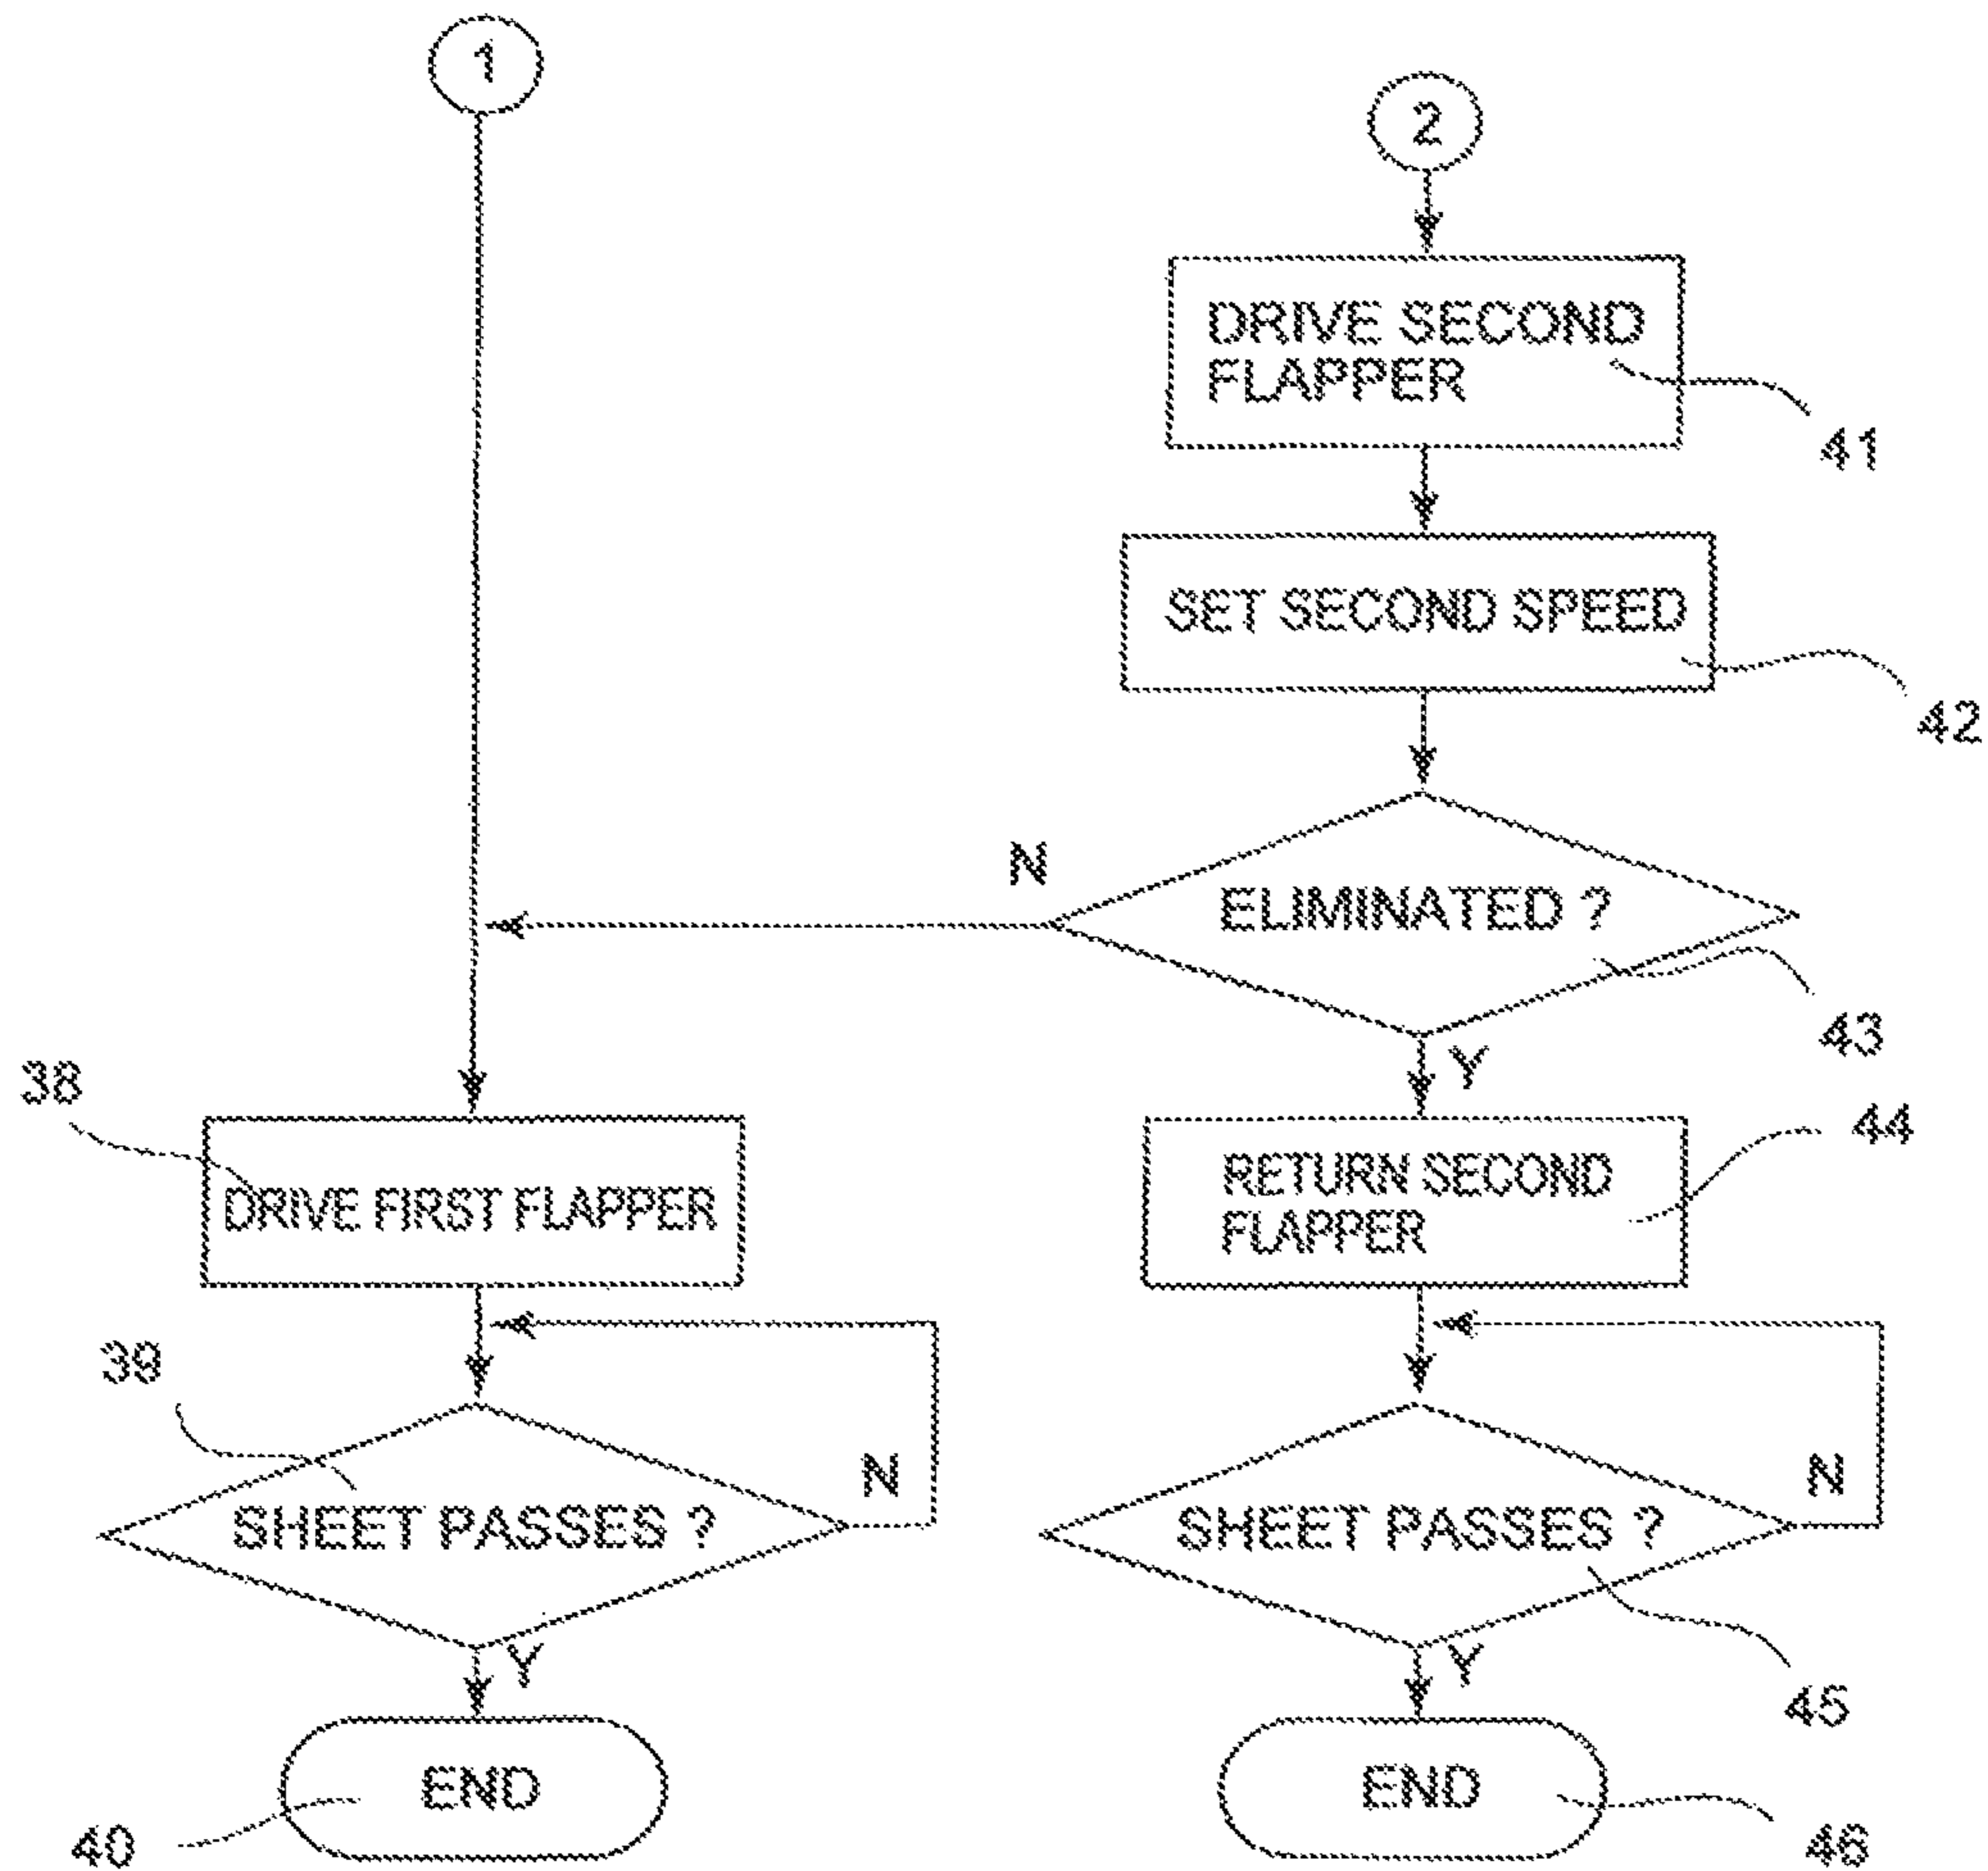 1
2
DRIVE SECOND
FLAPPER
41
SET SECOND SPEED
42
N
ELIMINATED ?
43
Y
38
DRIVE FIRST FLAPPER
RETURN SECOND
FLAPPER
44
39
SHEET PASSES ?
N
SHEET PASSES ?
N
Y
Y
45
END
40
END
46